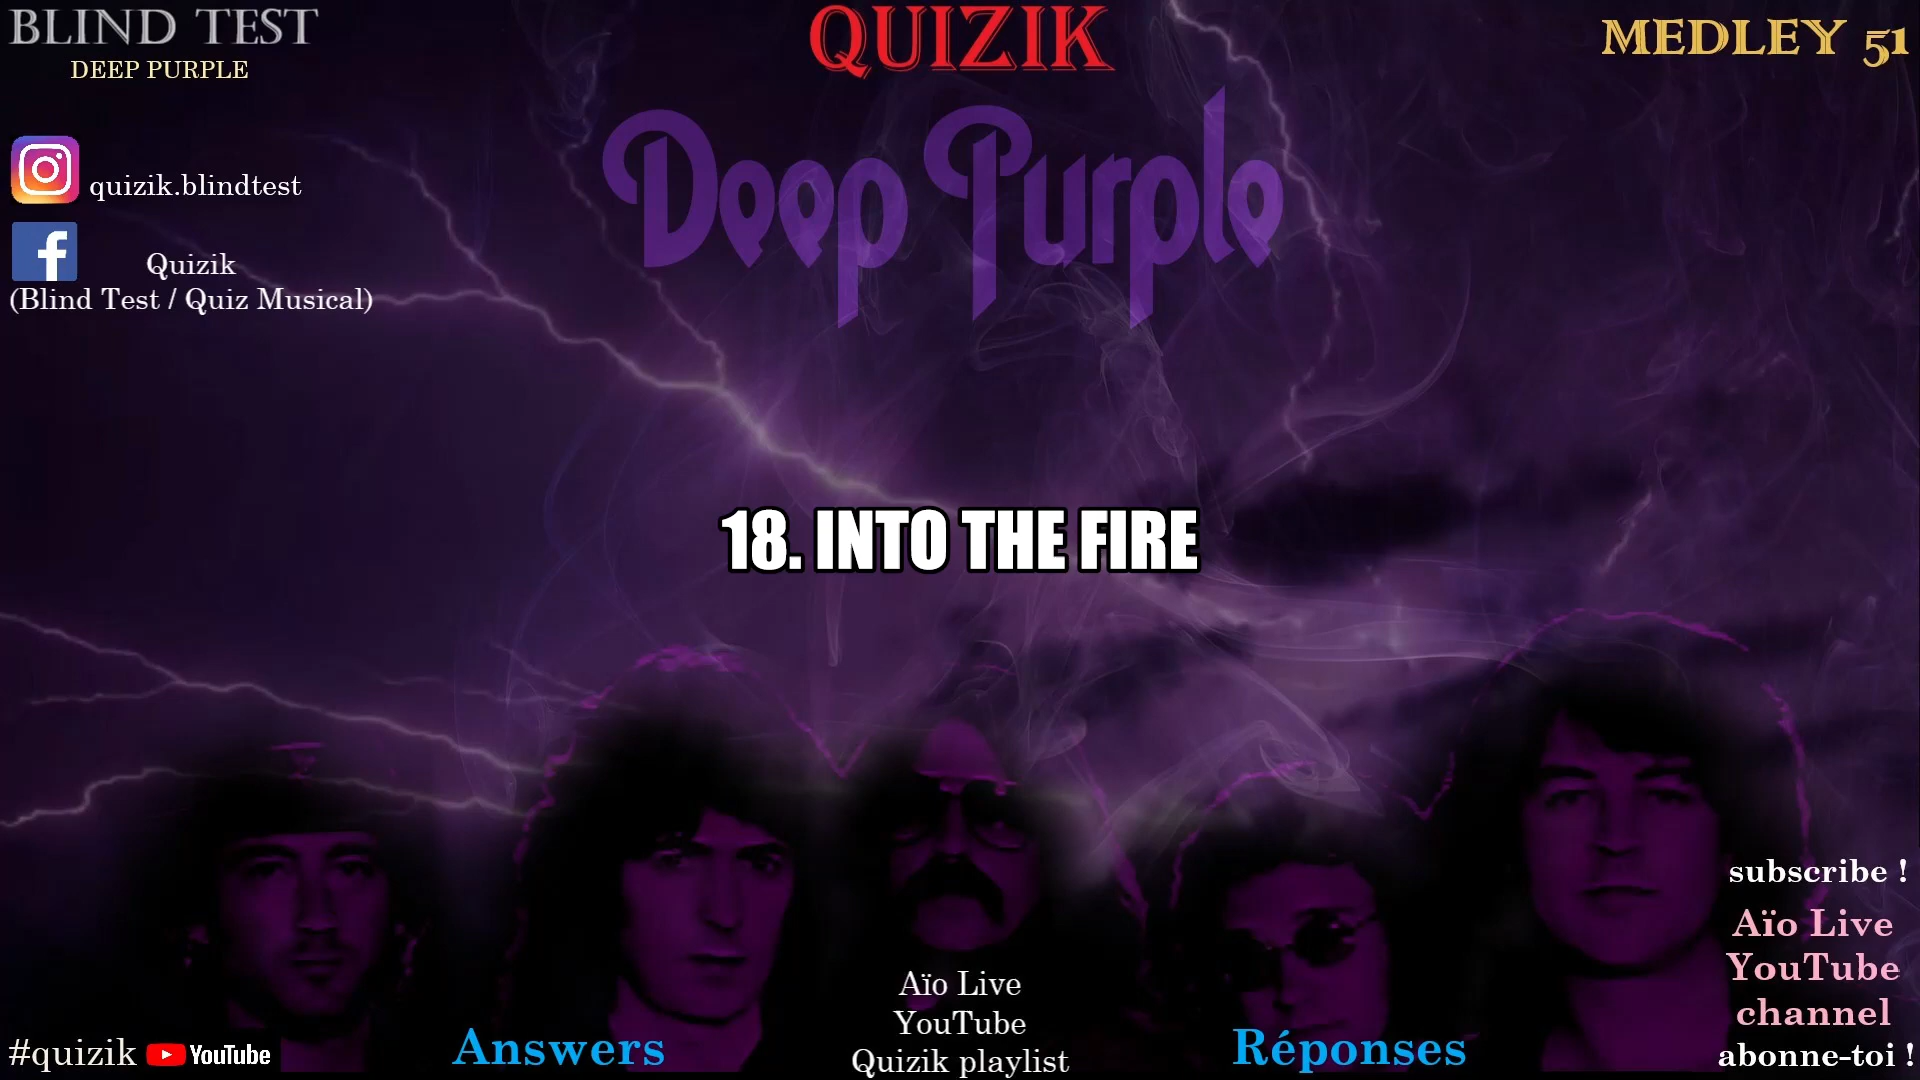 BLIND TEST
DEEP PURPLE
QUIZIK
MEDLEY 51
Deep Purple
quizik.blindtest
Quizik
(Blind Test / Quiz Musical)
18. INTO THE FIRE
subscribe !
Aïo Live
YouTube
channel
abonne-toi !
Aïo Live
YouTube
Quizik playlist
#quizik YouTube
Answers
Réponses